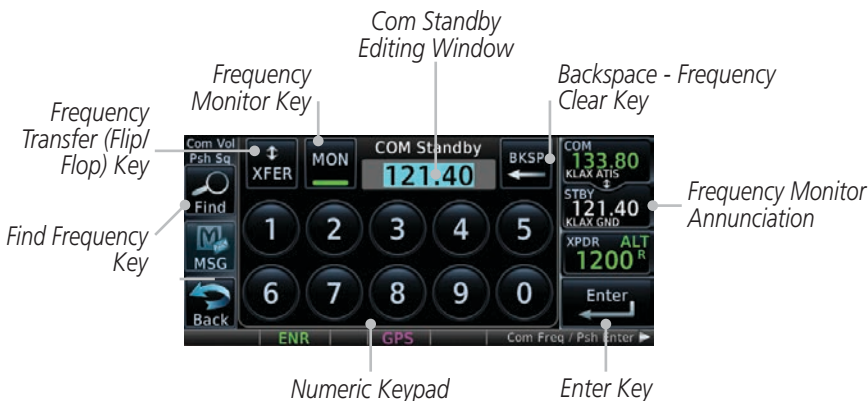 Com Standby
Editing Window
Frequency
Monitor Key
Backspace - Frequency
Clear Key
Frequency
Transfer (Flip/
Flop) Key
Find Frequency
Key
Frequency Monitor
Annunciation
Com Vol
Psh Sq
XFER
MON
COM Standby
121.40
BKSP
COM
133.80
KLAX ATIS
STBY
121.40
KLAX GND
XPDR ALT
1200 R
Find
MSG
Back
1 2 3 4 5
6 7 8 9 0
Enter
ENR GPS Com Freq / Psh Enter
Numeric Keypad
Enter Key